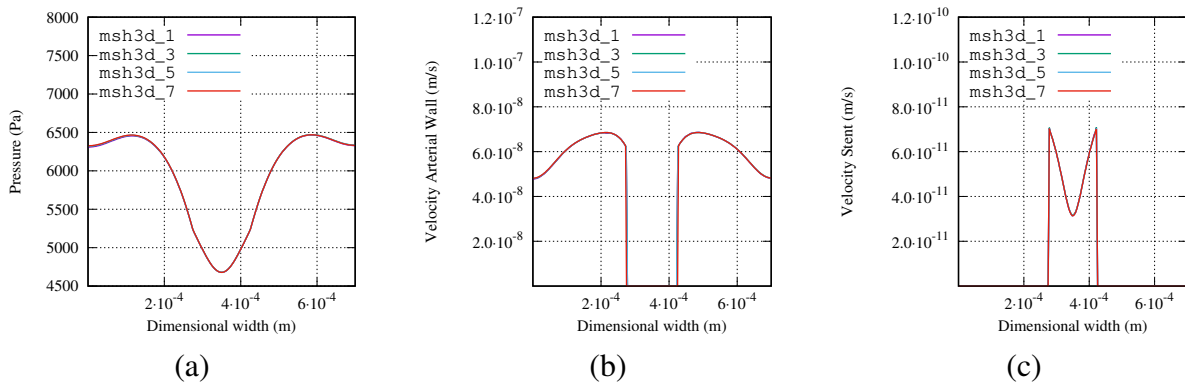 8000
7500
7000
6500
6000
5500
5000
4500
Pressure (Pa)
msh3d_1
msh3d_3
msh3d_5
msh3d_7
2·10⁻⁴
4·10⁻⁴
6·10⁻⁴
Dimensional width (m)
(a)
1.2·10⁻⁷
1.0·10⁻⁷
8.0·10⁻⁸
6.0·10⁻⁸
4.0·10⁻⁸
2.0·10⁻⁸
Velocity Arterial Wall (m/s)
msh3d_1
msh3d_3
msh3d_5
msh3d_7
2·10⁻⁴
4·10⁻⁴
6·10⁻⁴
Dimensional width (m)
(b)
1.2·10⁻¹⁰
1.0·10⁻¹⁰
8.0·10⁻¹¹
6.0·10⁻¹¹
4.0·10⁻¹¹
2.0·10⁻¹¹
Velocity Stent (m/s)
msh3d_1
msh3d_3
msh3d_5
msh3d_7
2·10⁻⁴
4·10⁻⁴
6·10⁻⁴
Dimensional width (m)
(c)